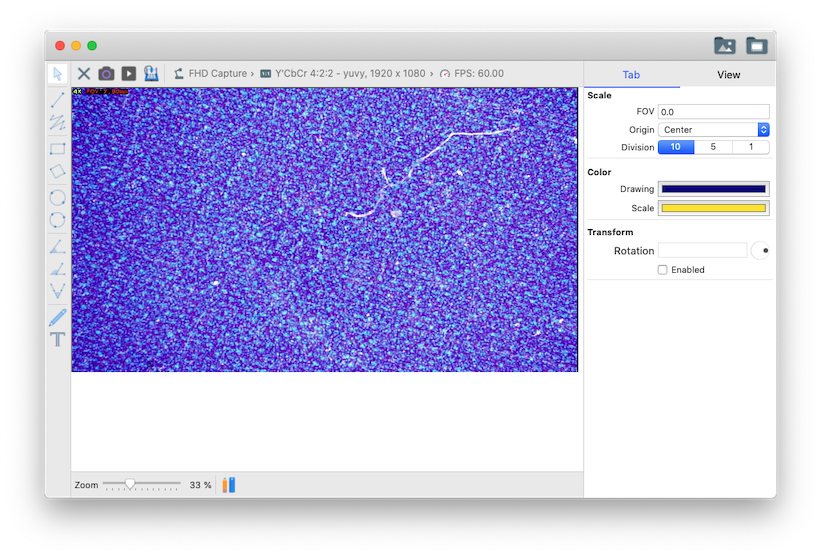 FHD Capture › Y'CbCr 4:2:2 - yuvy, 1920 x 1080 › FPS: 60.00
Tab View
4X
Scale
FOV 0.0
Origin Center
Division 10 5 1
Color
Drawing
Scale
Transform
Rotation
Enabled
T
Zoom 33 %